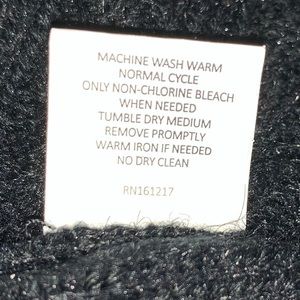 MACHINE WASH WARM
NORMAL CYCLE
ONLY NON-CHLORINE BLEACH
WHEN NEEDED
TUMBLE DRY MEDIUM
REMOVE PROMPTLY
WARM IRON IF NEEDED
NO DRY CLEAN
RN161217